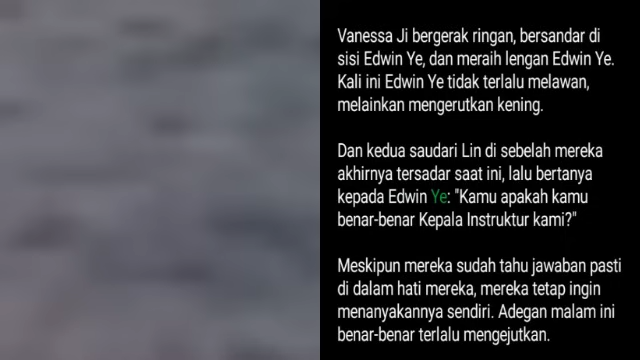 Vanessa Ji bergerak ringan, bersandar di
sisi Edwin Ye, dan meraih lengan Edwin Ye.
Kali ini Edwin Ye tidak terlalu melawan,
melainkan mengerutkan kening.
Dan kedua saudari Lin di sebelah mereka
akhirnya tersadar saat ini, lalu bertanya
kepada Edwin Ye: "Kamu apakah kamu
benar-benar Kepala Instruktur kami?"
Meskipun mereka sudah tahu jawaban pasti
di dalam hati mereka, mereka tetap ingin
menanyakannya sendiri. Adegan malam ini
benar-benar terlalu mengejutkan.